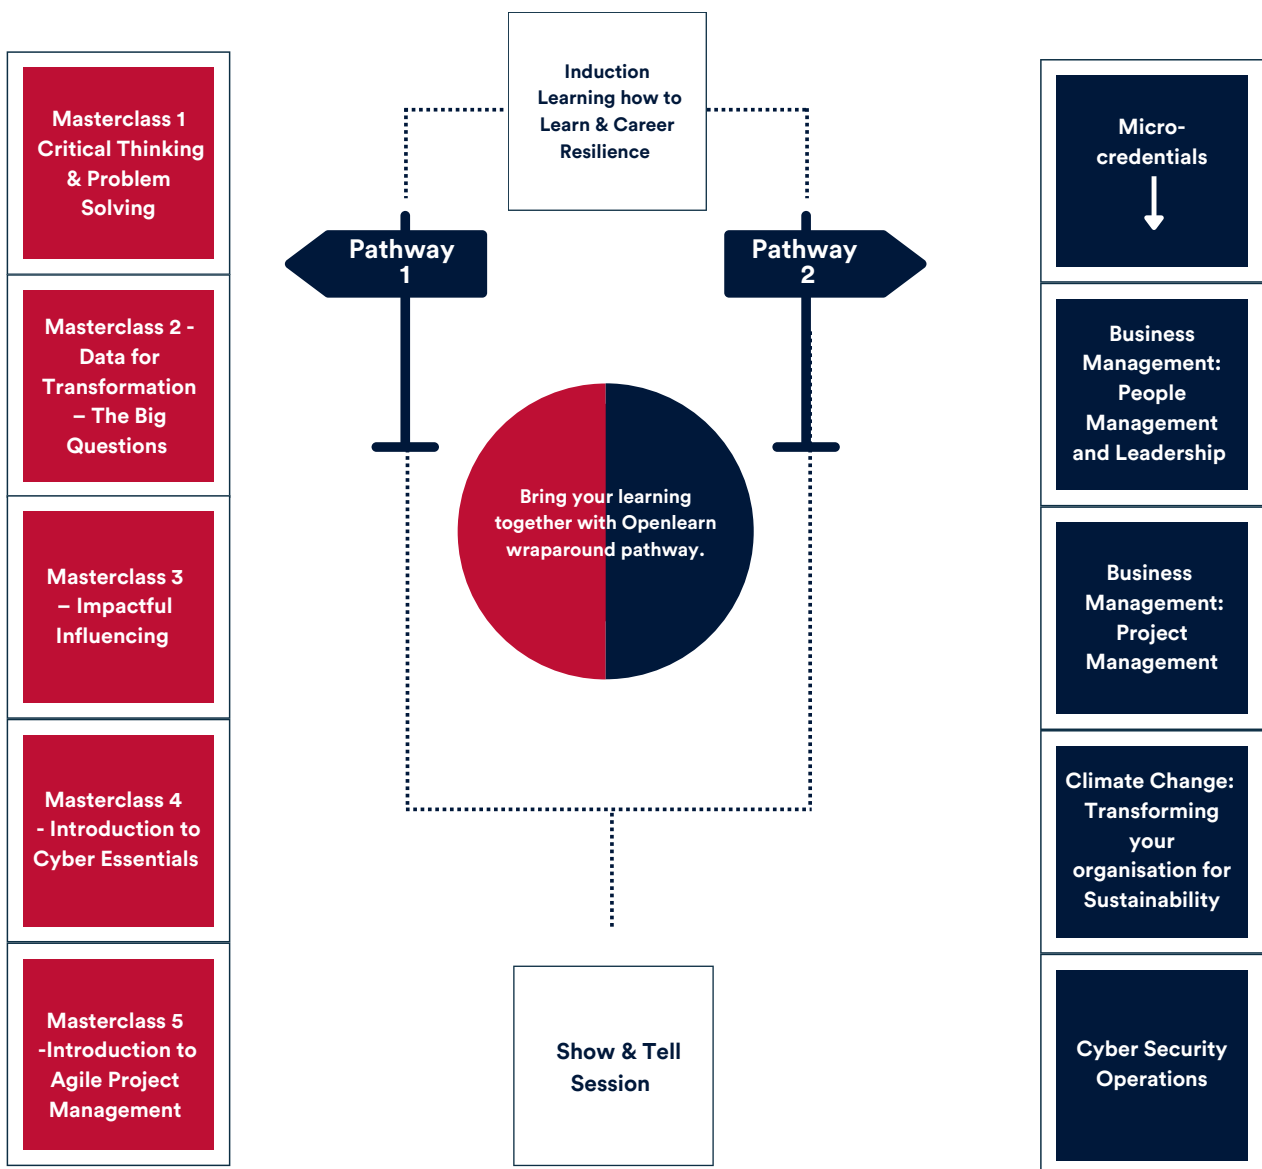 Induction
Learning how to
Learn & Career
Resilience
Masterclass 1
Critical Thinking
& Problem
Solving
Masterclass 2 -
Data for
Transformation
– The Big
Questions
Masterclass 3
– Impactful
Influencing
Masterclass 4
- Introduction to
Cyber Essentials
Masterclass 5
-Introduction to
Agile Project
Management
Pathway
1
Pathway
2
Bring your learning
together with Openlearn
wraparound pathway.
Show & Tell
Session
Micro-
credentials
Business
Management:
People
Management
and Leadership
Business
Management:
Project
Management
Climate Change:
Transforming
your
organisation for
Sustainability
Cyber Security
Operations